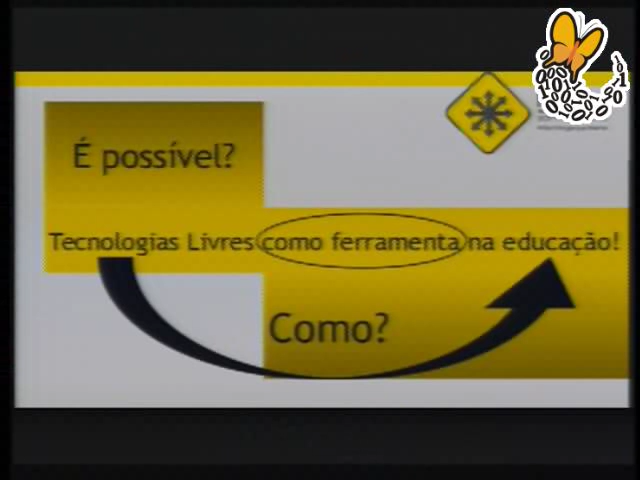 É possível?
Tecnologias Livres como ferramenta na educação!
Como?